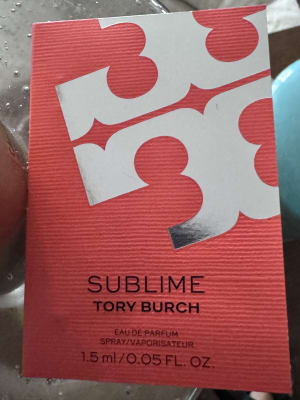 SUBLIME
TORY BURCH
EAU DE PARFUM
SPRAY/VAPORISATEUR
1.5 ml/0.05 FL. OZ.